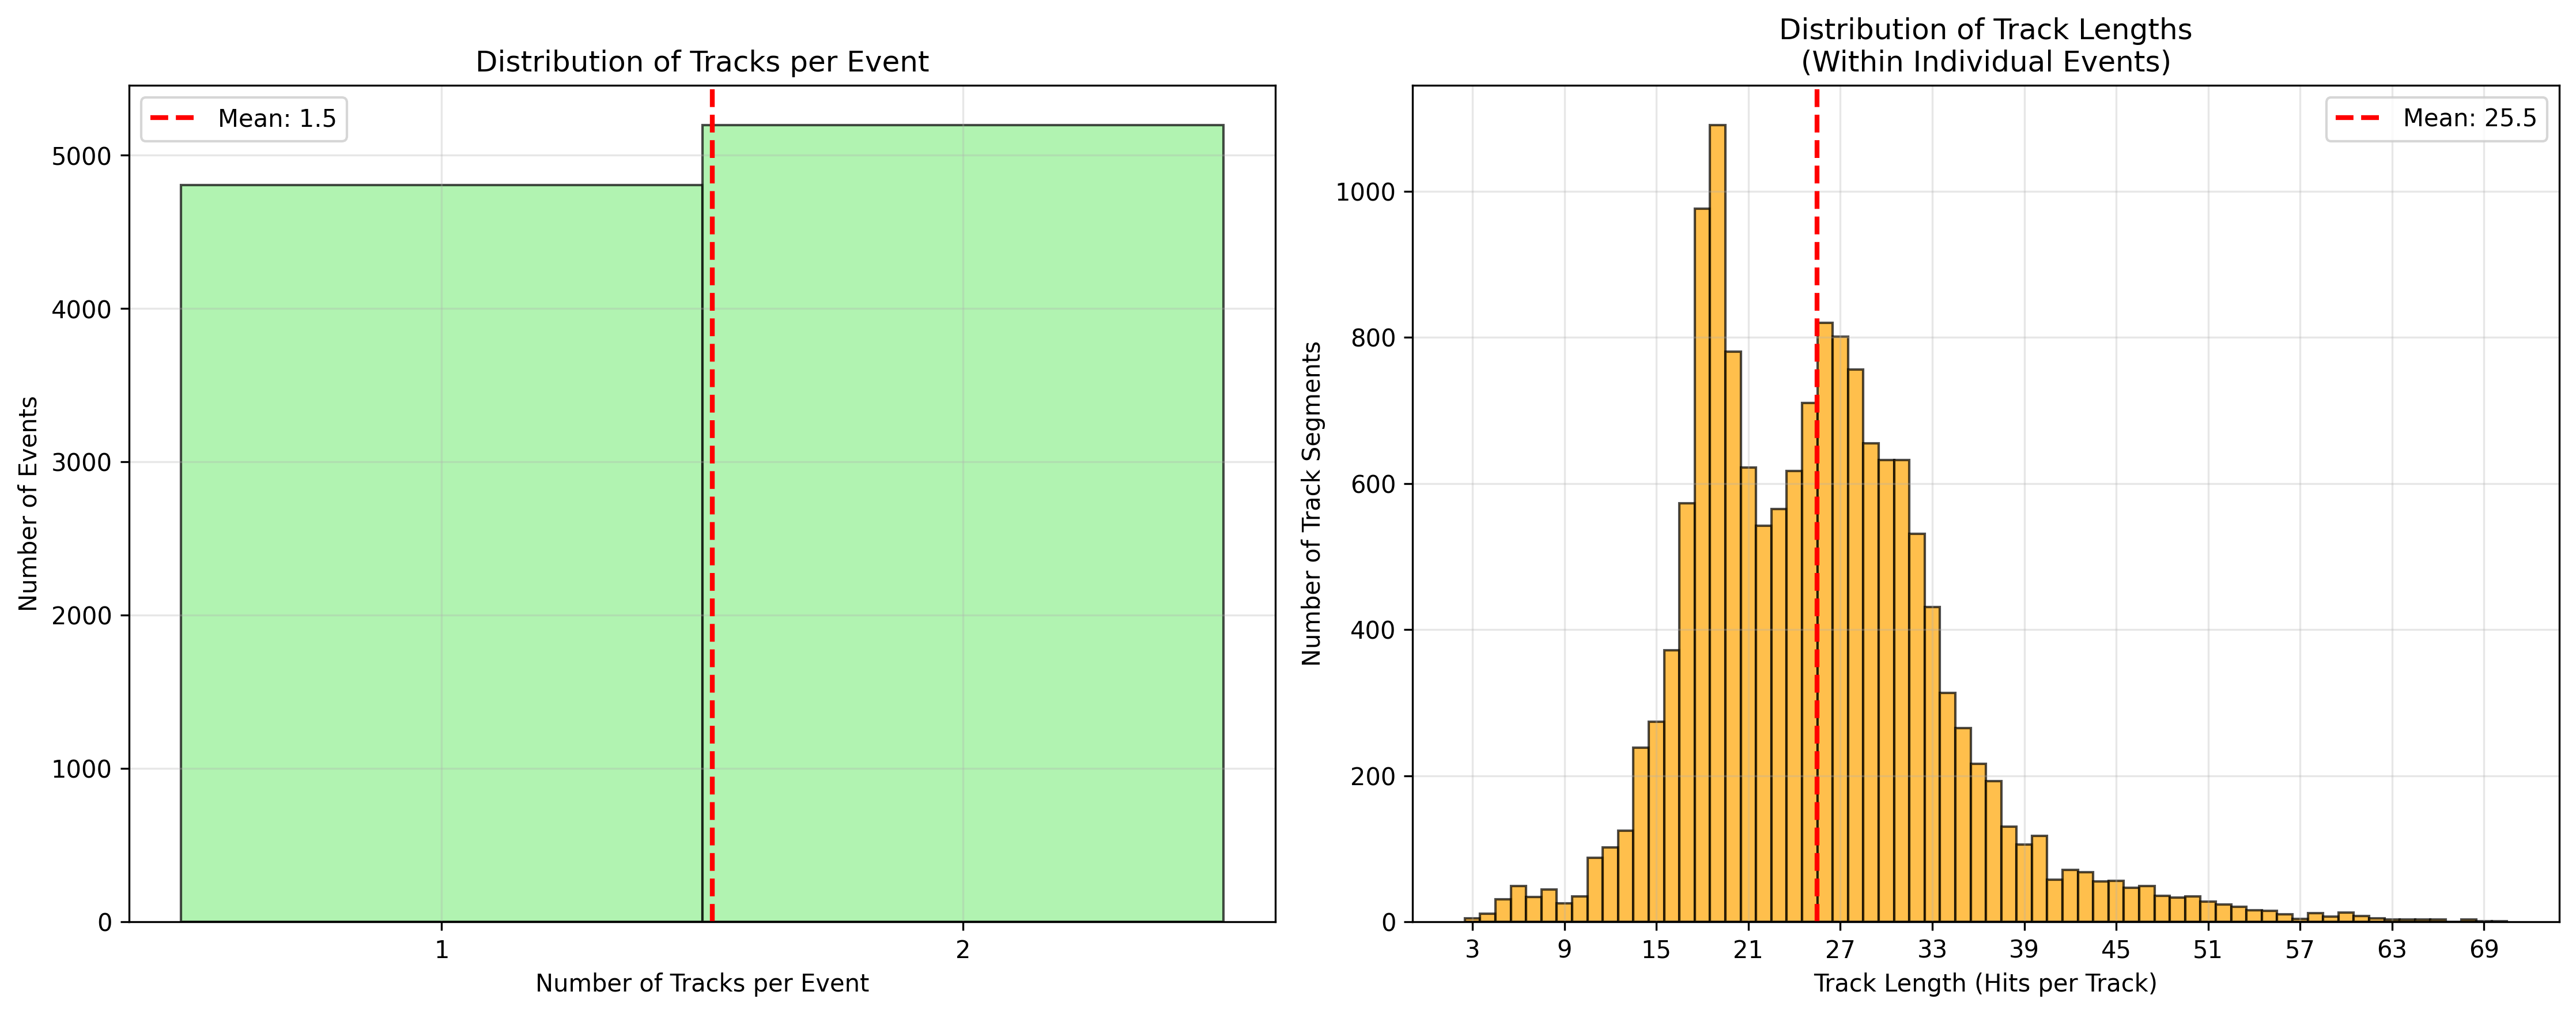 Distribution of Tracks per Event
Mean: 1.5
5000
4000
3000
2000
1000
0
Number of Events
1 2
Number of Tracks per Event
Distribution of Track Lengths
(Within Individual Events)
Mean: 25.5
1000
800
600
400
200
0
Number of Track Segments
3 9 15 21 27 33 39 45 51 57 63 69
Track Length (Hits per Track)